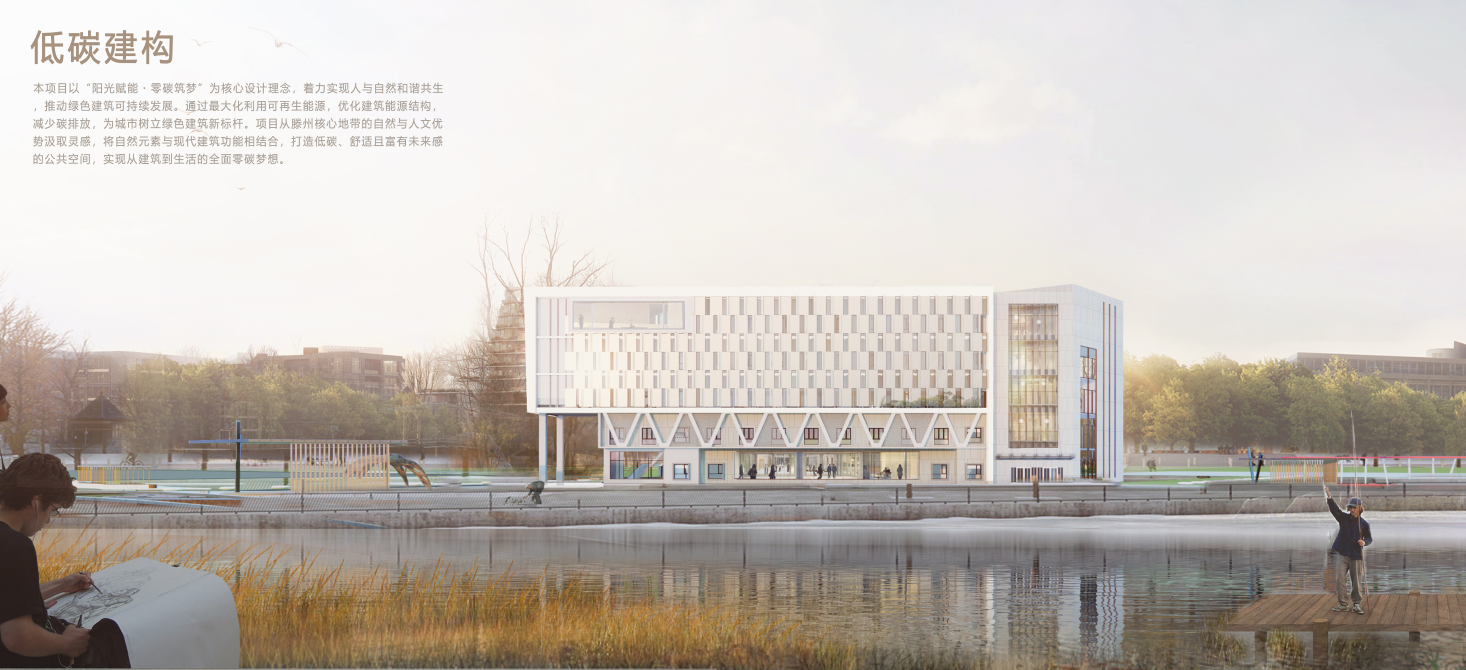 低碳建构
本项目以“阳光赋能·零碳筑梦”为核心设计理念，着力实现人与自然和谐共生
，推动绿色建筑可持续发展。通过最大化利用可再生能源，优化建筑能源结构，
减少碳排放，为城市树立绿色建筑新标杆。项目从滕州核心地带的自然与人文优
势汲取灵感，将自然元素与现代建筑功能相结合，打造低碳、舒适且富有未来感
的公共空间，实现从建筑到生活的全面零碳梦想。